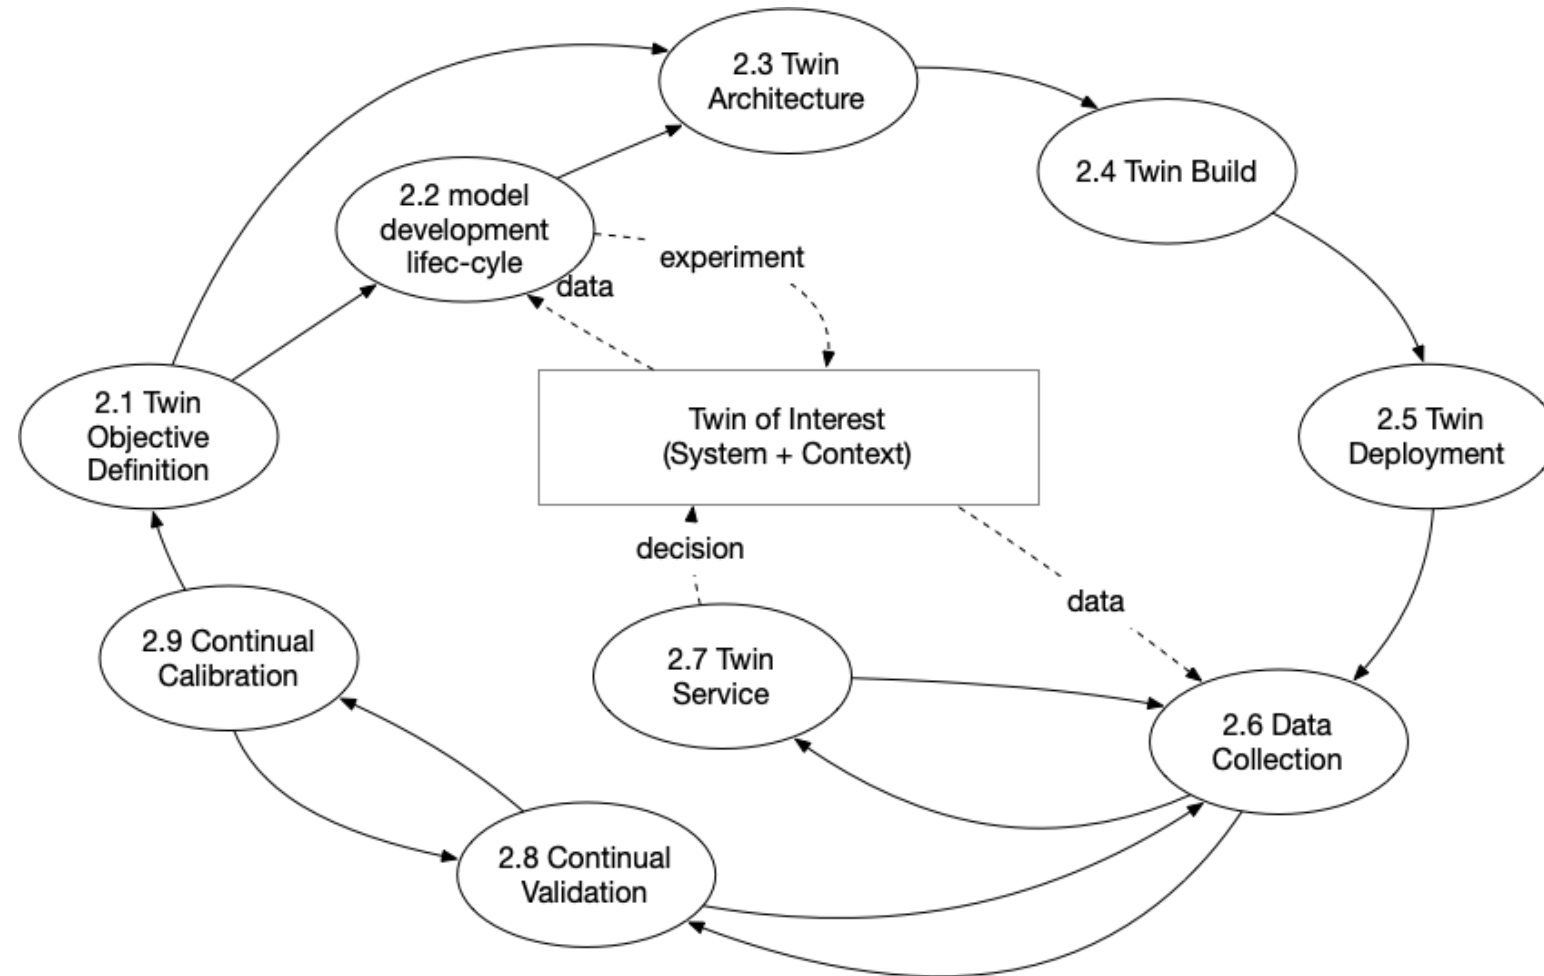 2.3 Twin
Architecture
2.4 Twin Build
2.2 model
development
lifec-cyle
experiment
data
2.1 Twin
Objective
Definition
Twin of Interest
(System + Context)
2.5 Twin
Deployment
decision
data
2.9 Continual
Calibration
2.7 Twin
Service
2.6 Data
Collection
2.8 Continual
Validation